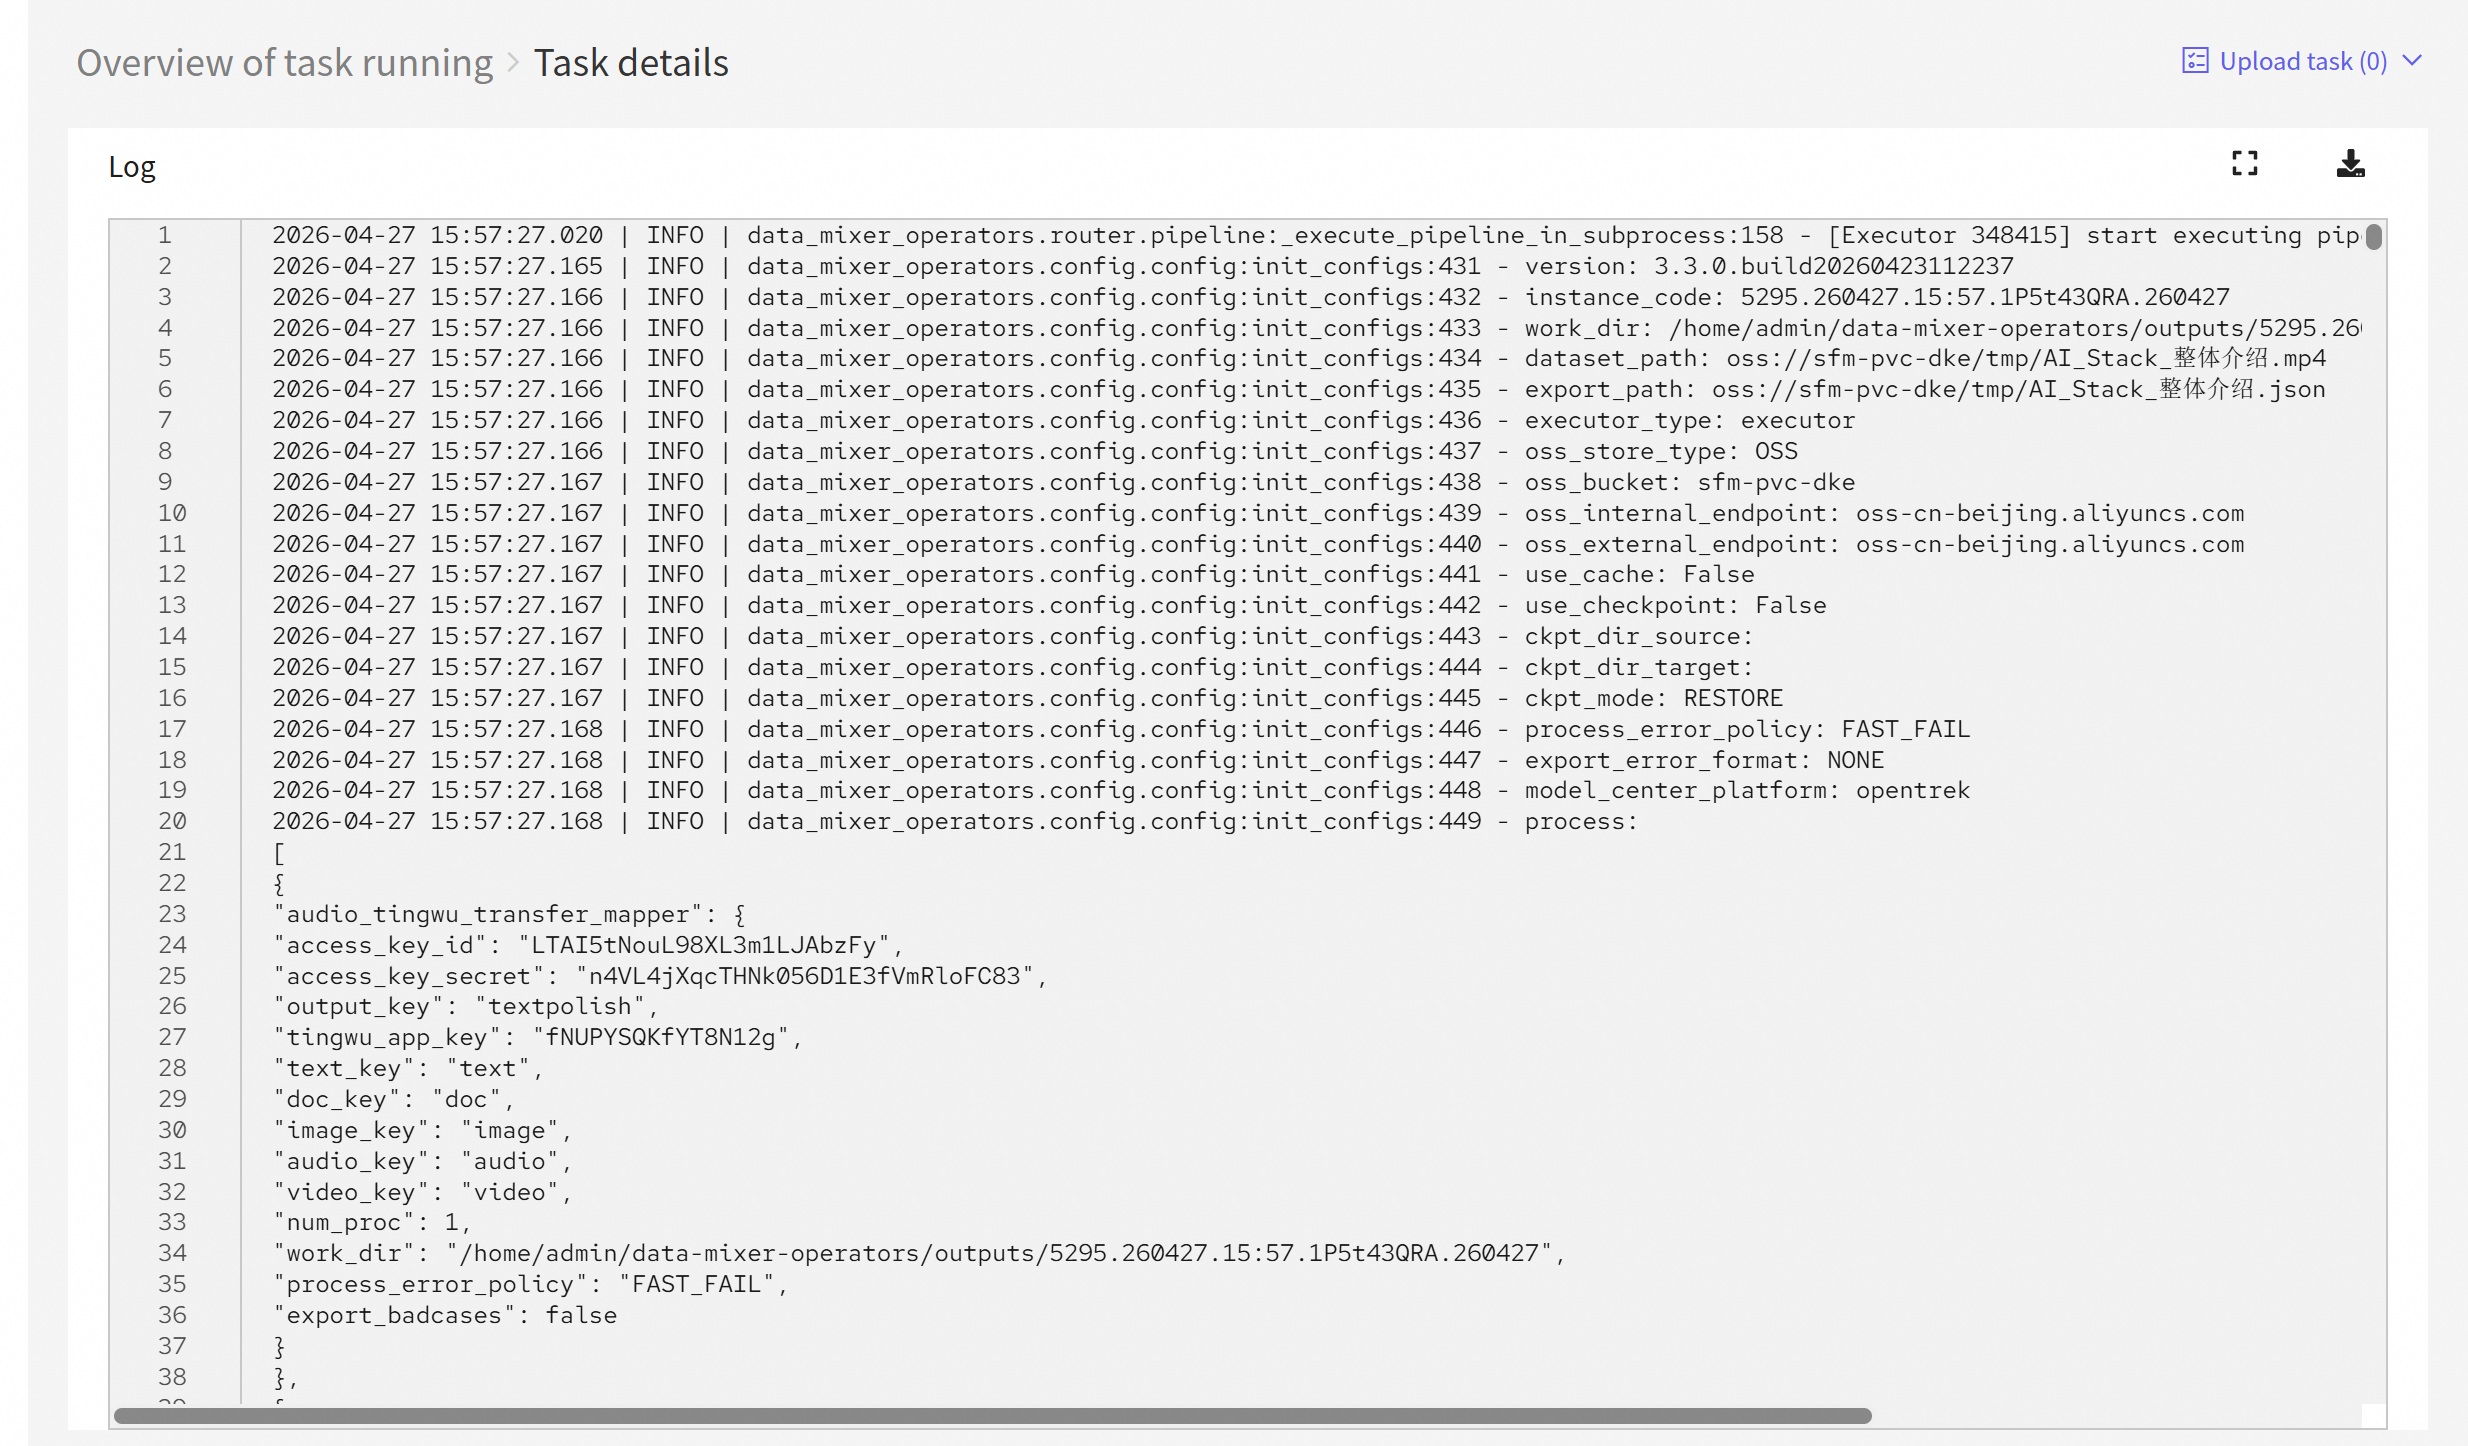 Overview of task running > Task details
Upload task (0)
Log
1 2026-04-27 15:57:27.020 | INFO | data_mixer_operators.router.pipeline:_execute_pipeline_in_subprocess:158 - [Executor 348415] start executing pip
2 2026-04-27 15:57:27.165 | INFO | data_mixer_operators.config.config:init_configs:431 - version: 3.3.0.build20260423112237
3 2026-04-27 15:57:27.166 | INFO | data_mixer_operators.config.config:init_configs:432 - instance_code: 5295.260427.15:57.1P5t43QRA.260427
4 2026-04-27 15:57:27.166 | INFO | data_mixer_operators.config.config:init_configs:433 - work_dir: /home/admin/data-mixer-operators/outputs/5295.26
5 2026-04-27 15:57:27.166 | INFO | data_mixer_operators.config.config:init_configs:434 - dataset_path: oss://sfm-pvc-dke/tmp/AI_Stack_整体介绍.mp4
6 2026-04-27 15:57:27.166 | INFO | data_mixer_operators.config.config:init_configs:435 - export_path: oss://sfm-pvc-dke/tmp/AI_Stack_整体介绍.json
7 2026-04-27 15:57:27.166 | INFO | data_mixer_operators.config.config:init_configs:436 - executor_type: executor
8 2026-04-27 15:57:27.166 | INFO | data_mixer_operators.config.config:init_configs:437 - oss_store_type: OSS
9 2026-04-27 15:57:27.167 | INFO | data_mixer_operators.config.config:init_configs:438 - oss_bucket: sfm-pvc-dke
10 2026-04-27 15:57:27.167 | INFO | data_mixer_operators.config.config:init_configs:439 - oss_internal_endpoint: oss-cn-beijing.aliyuncs.com
11 2026-04-27 15:57:27.167 | INFO | data_mixer_operators.config.config:init_configs:440 - oss_external_endpoint: oss-cn-beijing.aliyuncs.com
12 2026-04-27 15:57:27.167 | INFO | data_mixer_operators.config.config:init_configs:441 - use_cache: False
13 2026-04-27 15:57:27.167 | INFO | data_mixer_operators.config.config:init_configs:442 - use_checkpoint: False
14 2026-04-27 15:57:27.167 | INFO | data_mixer_operators.config.config:init_configs:443 - ckpt_dir_source:
15 2026-04-27 15:57:27.167 | INFO | data_mixer_operators.config.config:init_configs:444 - ckpt_dir_target:
16 2026-04-27 15:57:27.167 | INFO | data_mixer_operators.config.config:init_configs:445 - ckpt_mode: RESTORE
17 2026-04-27 15:57:27.168 | INFO | data_mixer_operators.config.config:init_configs:446 - process_error_policy: FAST_FAIL
18 2026-04-27 15:57:27.168 | INFO | data_mixer_operators.config.config:init_configs:447 - export_error_format: NONE
19 2026-04-27 15:57:27.168 | INFO | data_mixer_operators.config.config:init_configs:448 - model_center_platform: opentrek
20 2026-04-27 15:57:27.168 | INFO | data_mixer_operators.config.config:init_configs:449 - process:
21 [
22 {
23 "audio_tingwu_transfer_mapper": {
24 "access_key_id": "LTAI5tNouL98XL3m1LJAbzFy",
25 "access_key_secret": "n4VL4jXqcTHNk056D1E3fVmRloFC83",
26 "output_key": "textpolish",
27 "tingwu_app_key": "fNUPYSQKfYT8N12g",
28 "text_key": "text",
29 "doc_key": "doc",
30 "image_key": "image",
31 "audio_key": "audio",
32 "video_key": "video",
33 "num_proc": 1,
34 "work_dir": "/home/admin/data-mixer-operators/outputs/5295.260427.15:57.1P5t43QRA.260427",
35 "process_error_policy": "FAST_FAIL",
36 "export_badcases": false
37 }
38 },